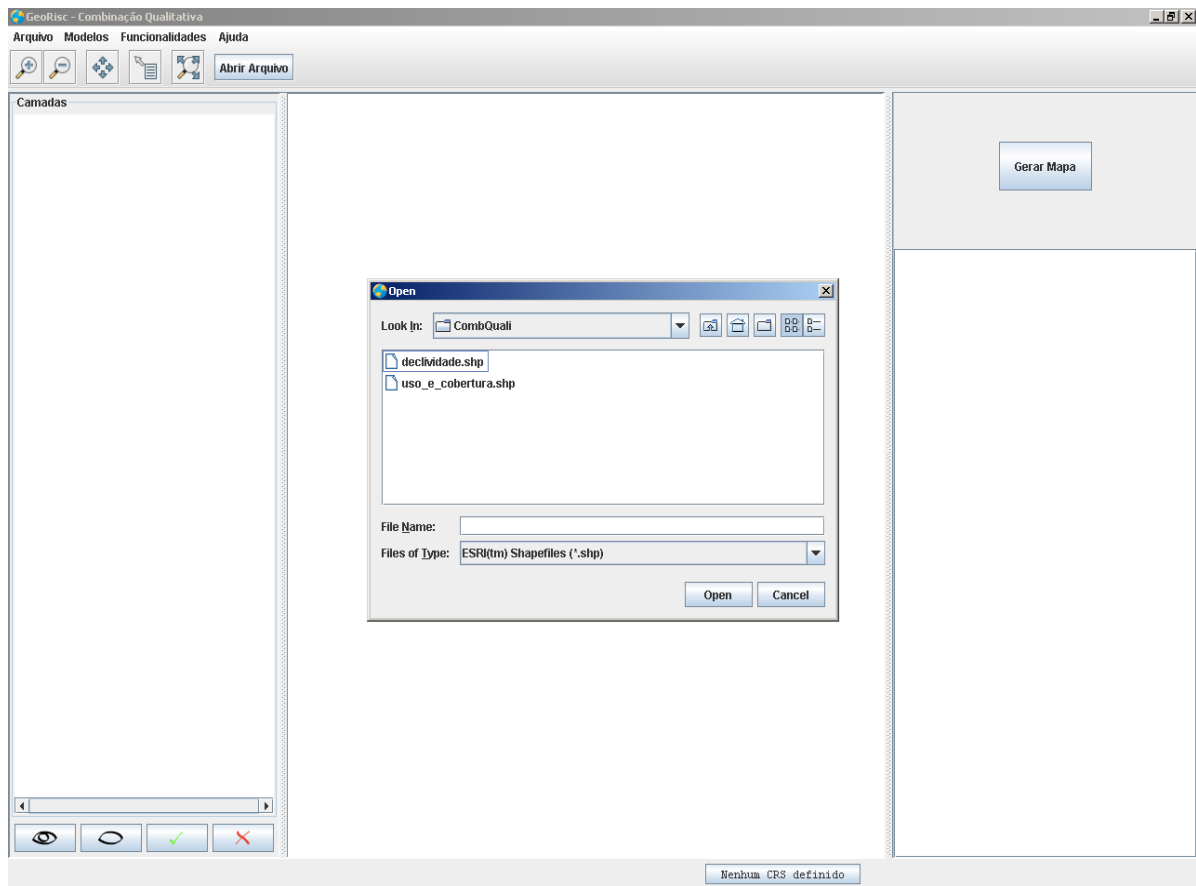 GeoRisc - Combinação Qualitativa
Arquivo Modelos Funcionalidades Ajuda
Abrir Arquivo
Camadas
Gerar Mapa
Open
Look In: CombQuali
declividade.shp
uso_e_cobertura.shp
File Name:
Files of Type: ESRI(tm) Shapefiles (*.shp)
Open Cancel
Nenhum CRS definido